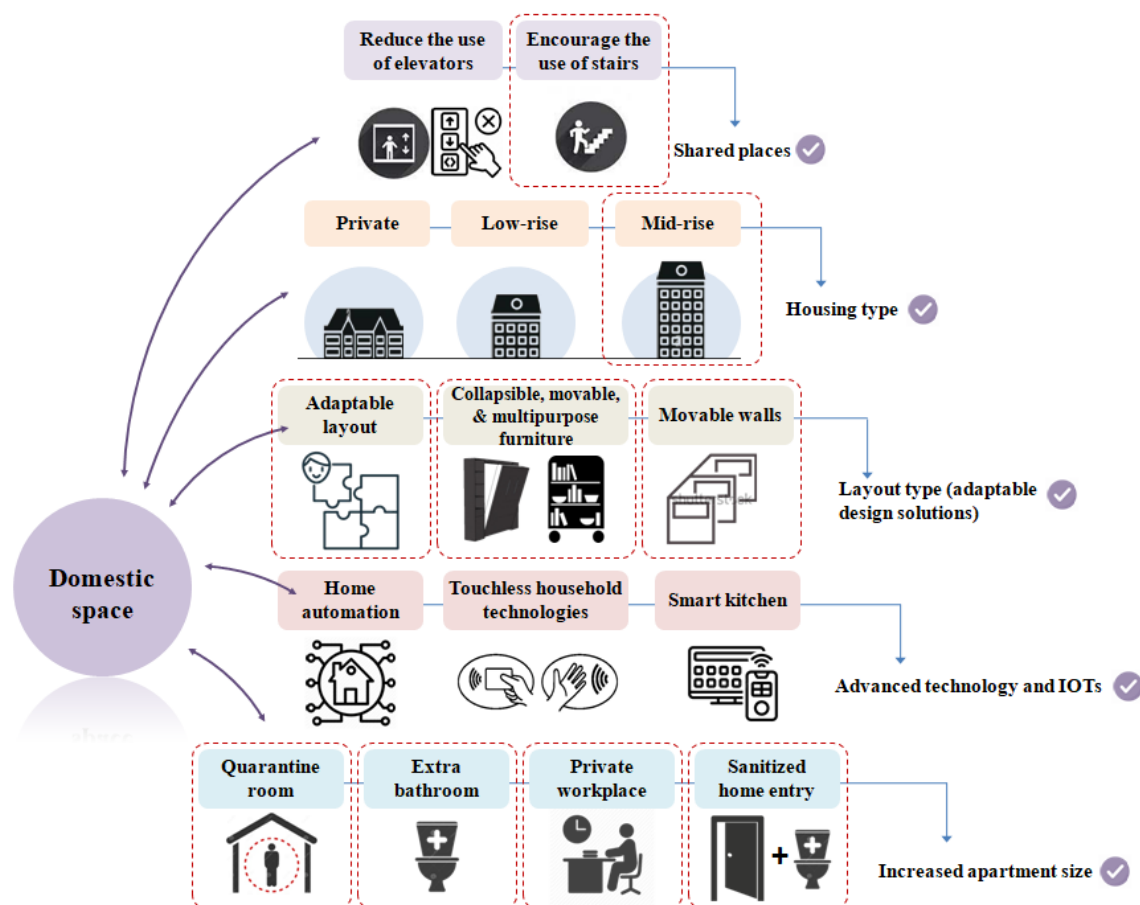 Reduce the use
of elevators
Encourage the
use of stairs
Shared places
Private
Low-rise
Mid-rise
Housing type
Adaptable
layout
Collapsible, movable,
& multipurpose
furniture
Movable walls
Layout type (adaptable
design solutions)
Domestic
space
Home
automation
Touchless household
technologies
Smart kitchen
Advanced technology and IOTs
Quarantine
room
Extra
bathroom
Private
workplace
Sanitized
home entry
+
Increased apartment size